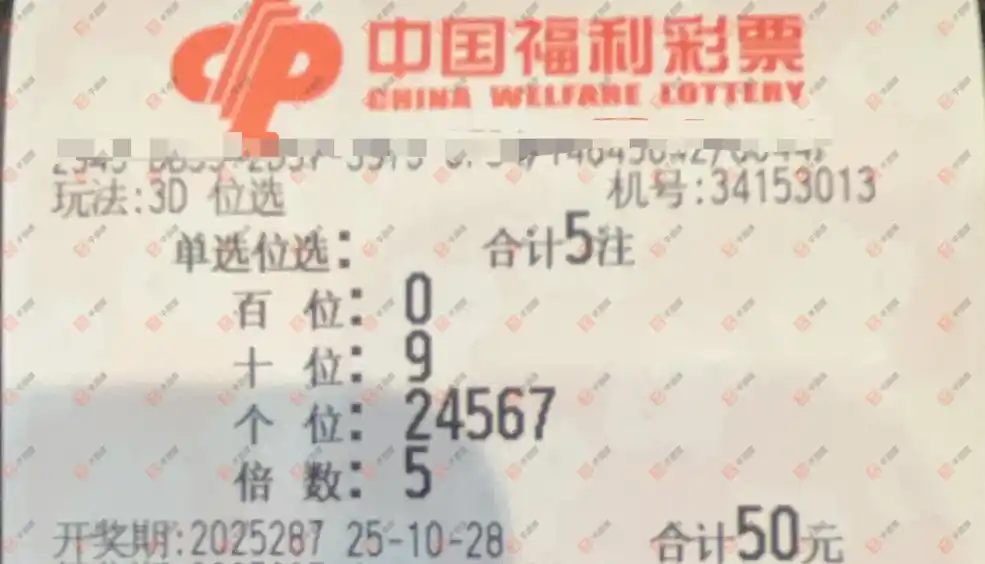 中国福利彩票
CHINA WELFARE LOTTERY
玩法:3D 位选 机号:34153013
单选位选: 合计5注
百 位: 0
十 位: 9
个 位: 24567
倍 数: 5
开奖期:2025287 25-10-28 合计50元